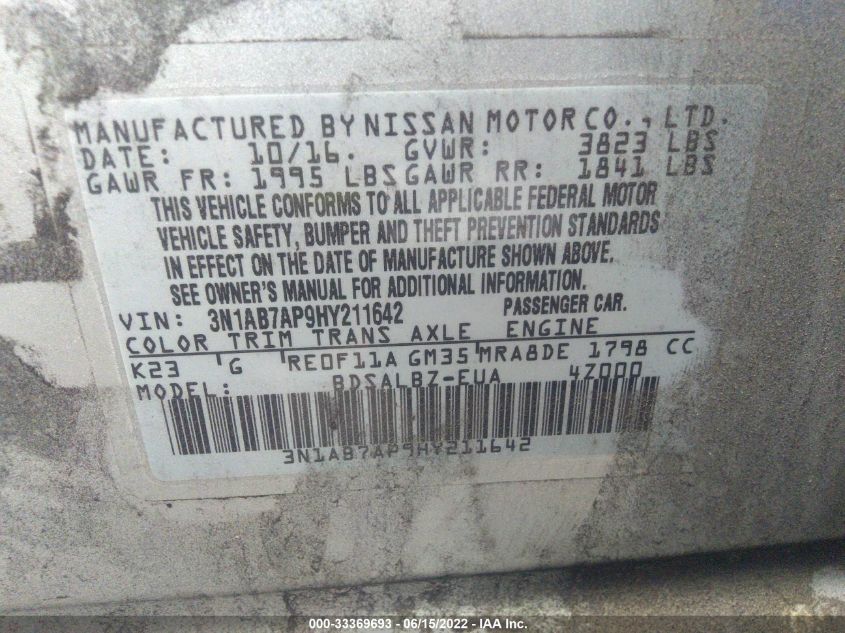 MANUFACTURED BY NISSAN MOTOR CO., LTD.
DATE: 10/16. GVWR: 3823 LBS
GAWR FR: 1995 LBS GAWR RR: 1841 LBS
THIS VEHICLE CONFORMS TO ALL APPLICABLE FEDERAL MOTOR
VEHICLE SAFETY, BUMPER AND THEFT PREVENTION STANDARDS
IN EFFECT ON THE DATE OF MANUFACTURE SHOWN ABOVE.
SEE OWNER'S MANUAL FOR ADDITIONAL INFORMATION.
VIN: 3N1AB7AP9HY211642 PASSENGER CAR.
COLOR TRIM TRANS AXLE ENGINE
K23 G RE0F11A GM35 MRA8DE 1798 CC
MODEL: BDSALBZ-EUA 4Z000
3N1AB7AP9HY211642
000-33369693 - 06/15/2022 - IAA Inc.